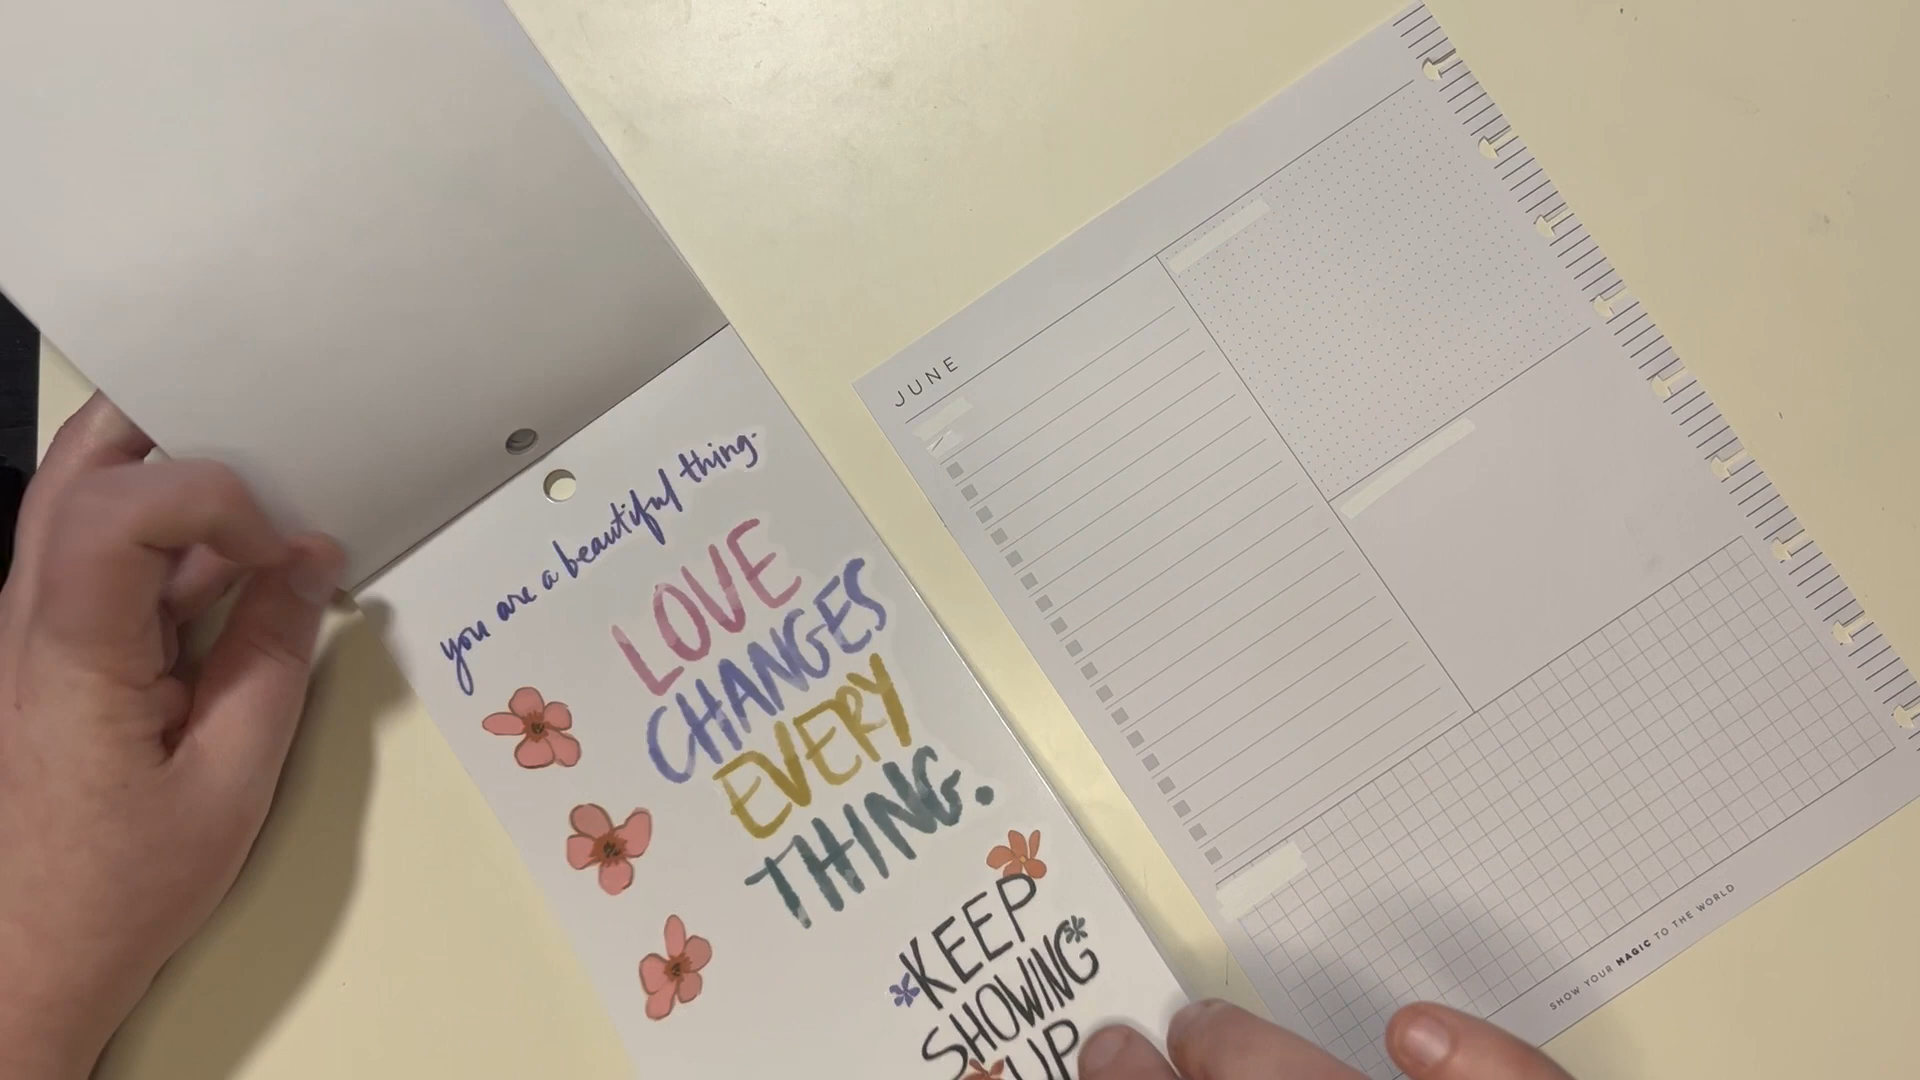 you are a beautiful thing.
LOVE
CHANGES
EVERY
THING.
KEEP
SHOWING
UP
JUNE
SHOW YOUR MAGIC TO THE WORLD